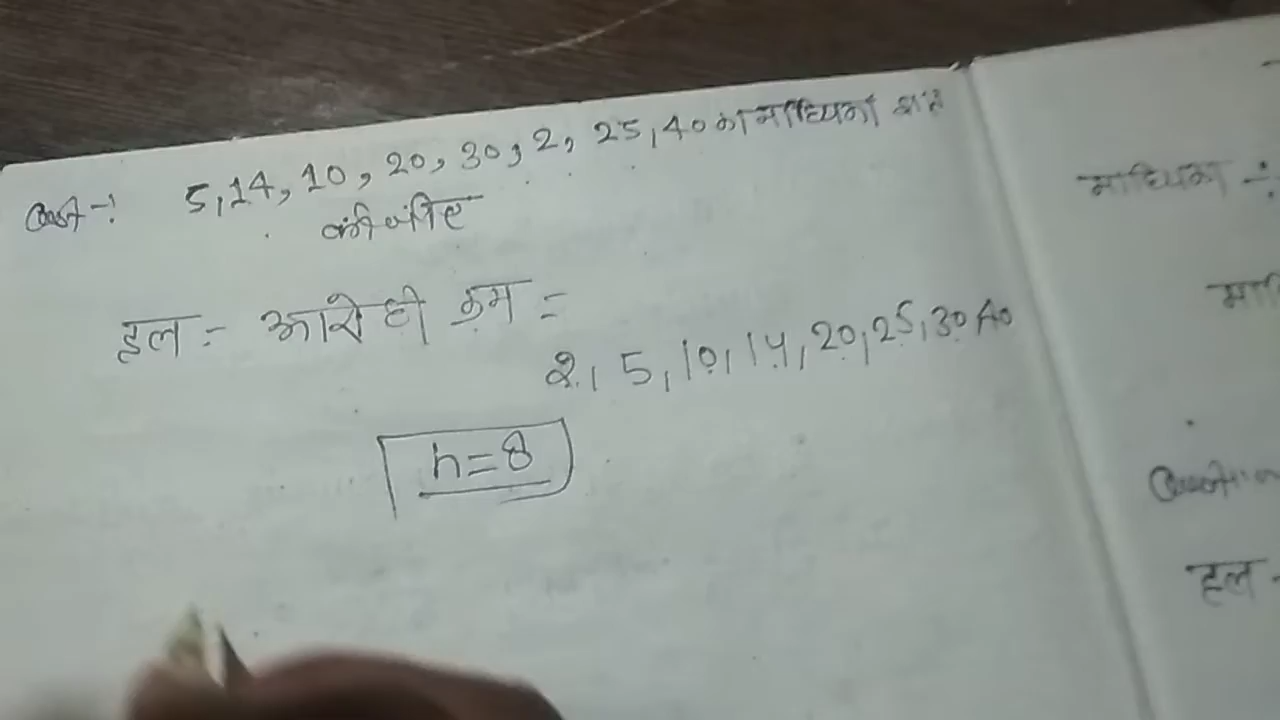 Quest-: 5, 14, 10, 20, 30, 2, 25, 40 का माध्यिका ज्ञात
कीजीए
हल :- आरोही क्रम =
2, 5, 10, 14, 20, 25, 30 40
n=8
माध्यिका -:
हल -